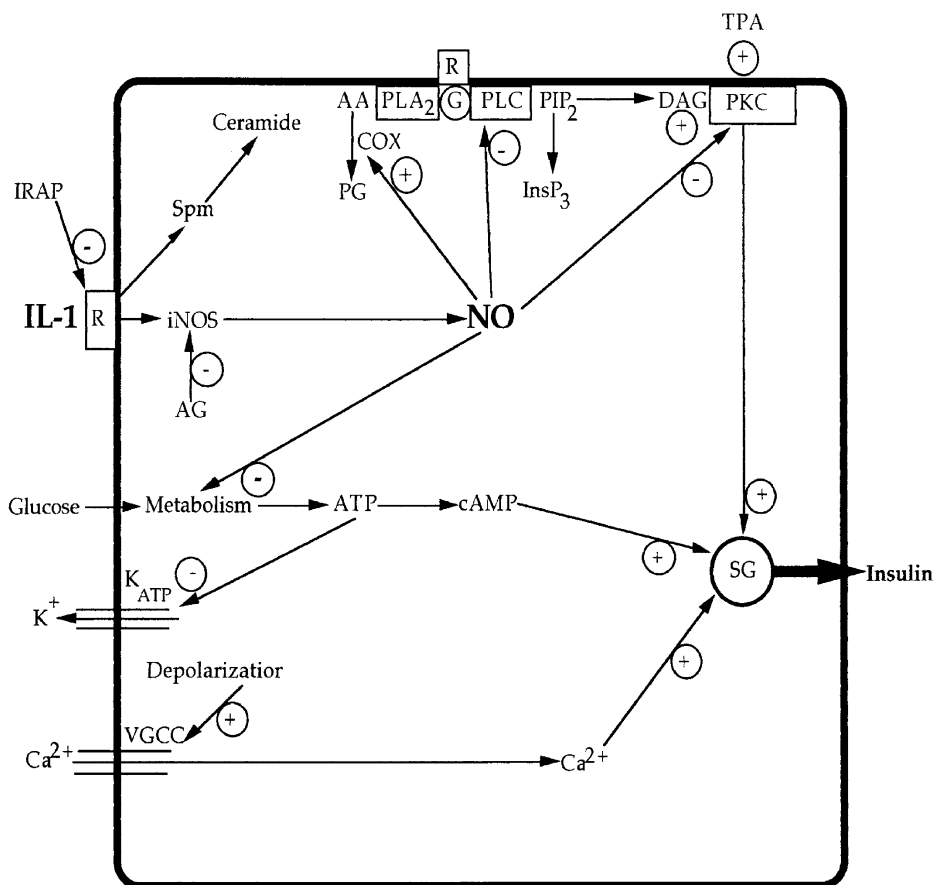 TPA
+
R
AA PLA2 G PLC PIP2 DAG PKC
+
Ceramide
COX
-
+
-
IRAP
PG
InsP3
Spm
-
IL-1 R iNOS NO
-
AG
-
Glucose Metabolism ATP cAMP
+
+
SG Insulin
-
KATP
K+
+
Depolarizatior
+
VGCC
Ca2+ Ca2+